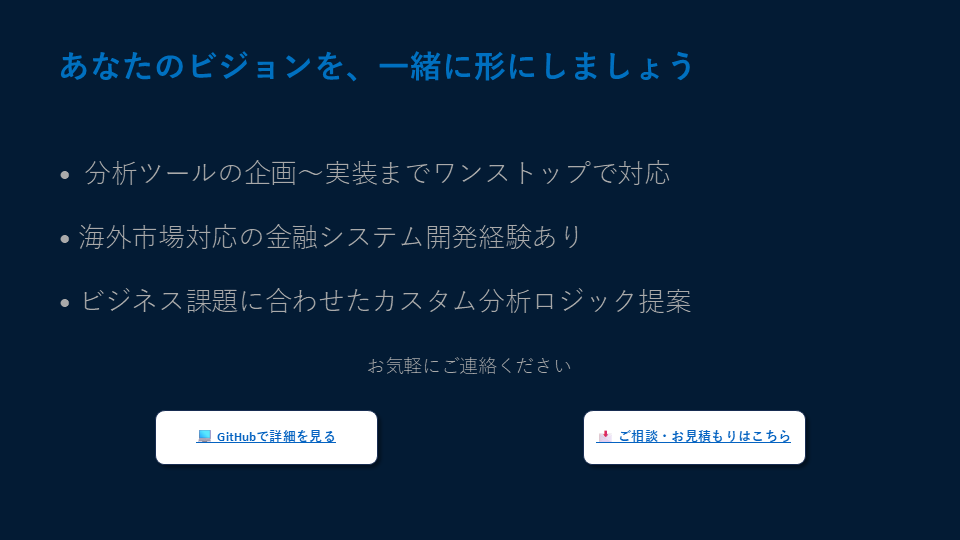 あなたのビジョンを、一緒に形にしましょう
• 分析ツールの企画～実装までワンストップで対応
• 海外市場対応の金融システム開発経験あり
• ビジネス課題に合わせたカスタム分析ロジック提案
お気軽にご連絡ください
💻 GitHubで詳細を見る
📩 ご相談・お見積もりはこちら